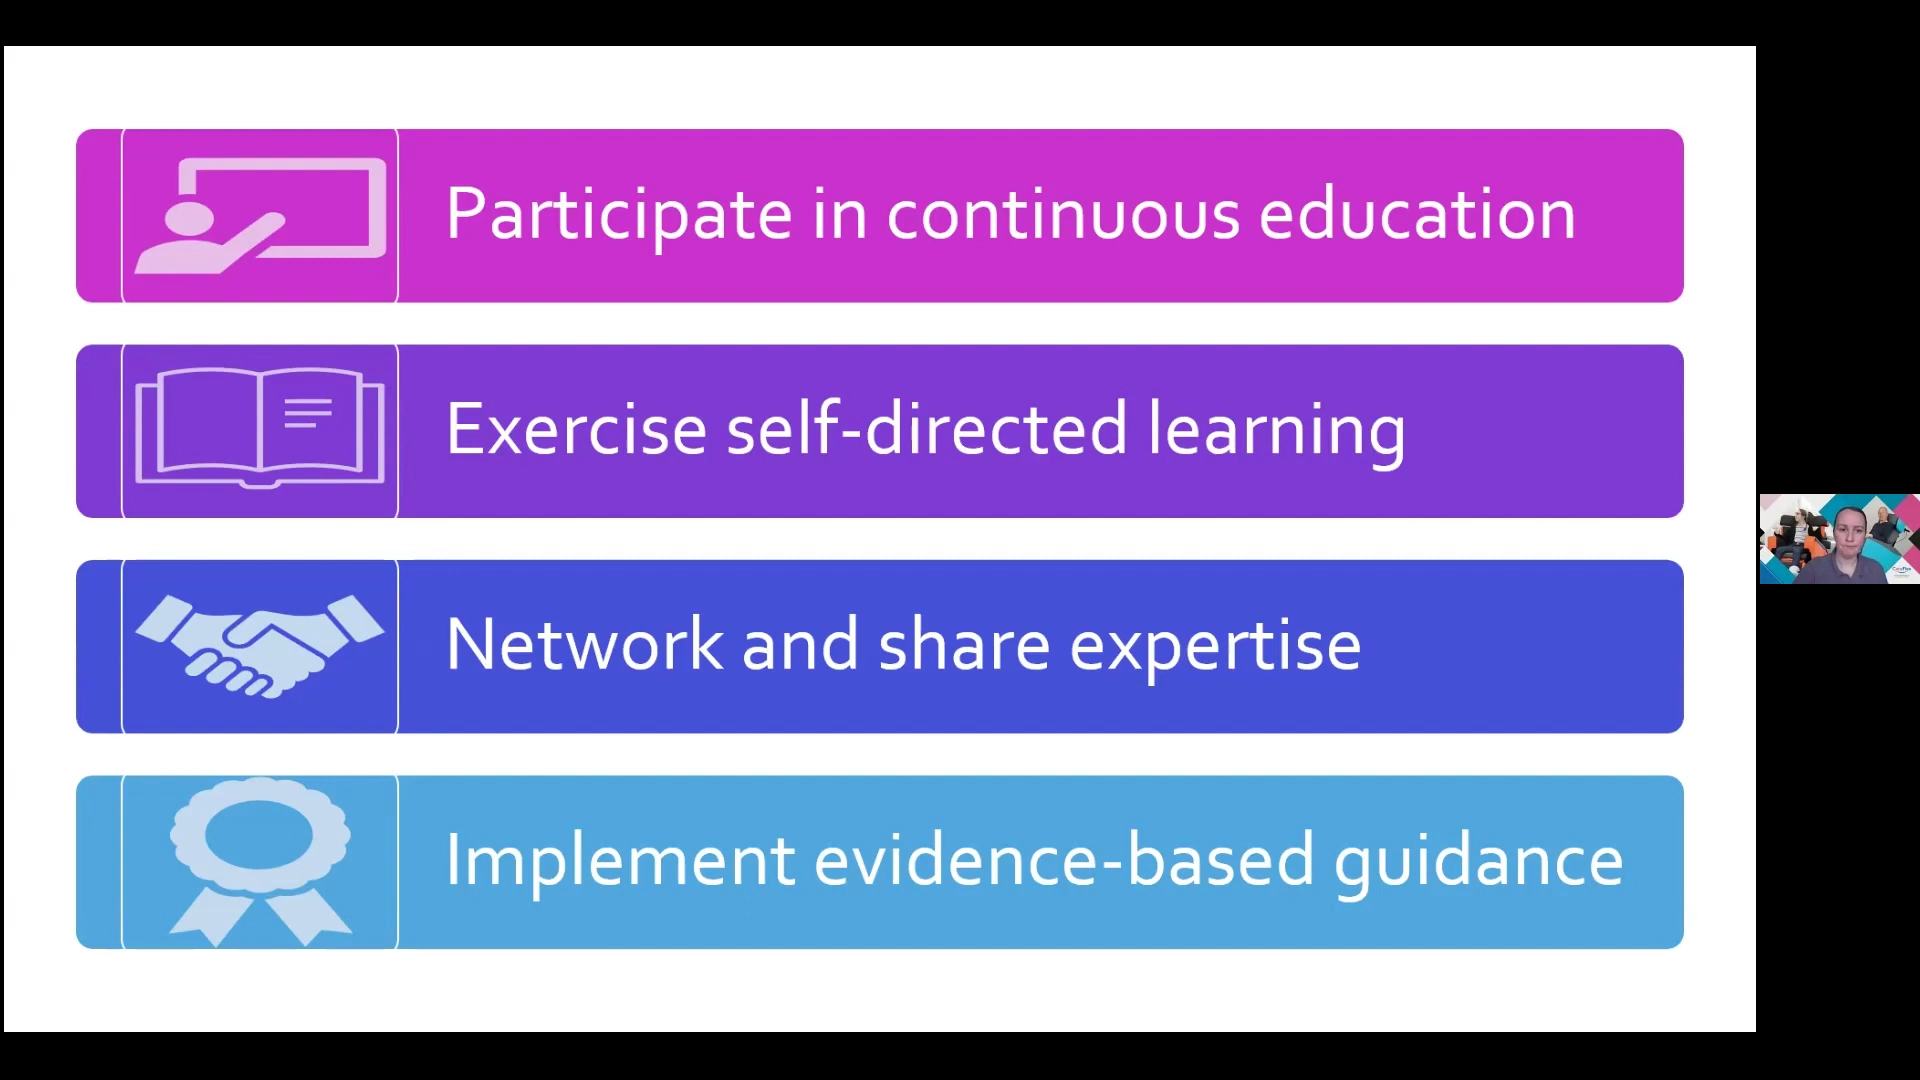 Participate in continuous education
Exercise self-directed learning
Network and share expertise
Implement evidence-based guidance